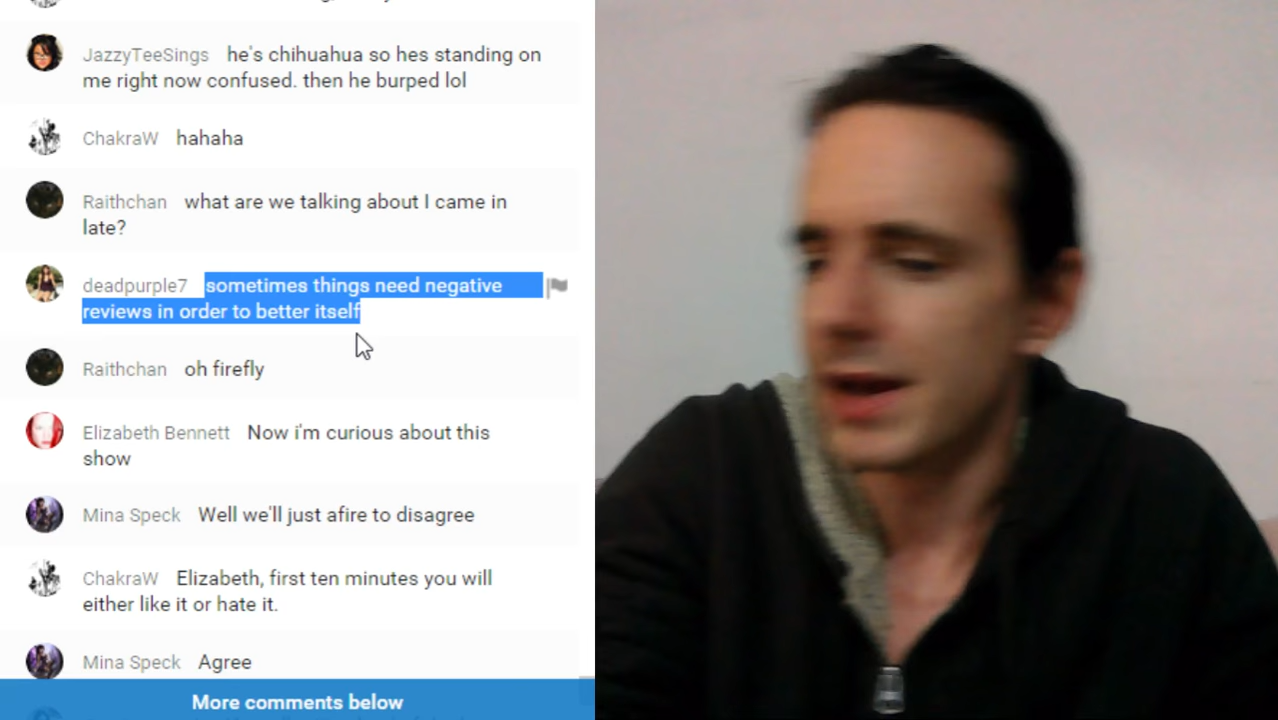 JazzyTeeSings he's chihuahua so hes standing on
me right now confused. then he burped lol
ChakraW hahaha
Raithchan what are we talking about I came in
late?
deadpurple7 sometimes things need negative
reviews in order to better itself
Raithchan oh firefly
Elizabeth Bennett Now i'm curious about this
show
Mina Speck Well we'll just afire to disagree
ChakraW Elizabeth, first ten minutes you will
either like it or hate it.
Mina Speck Agree
More comments below